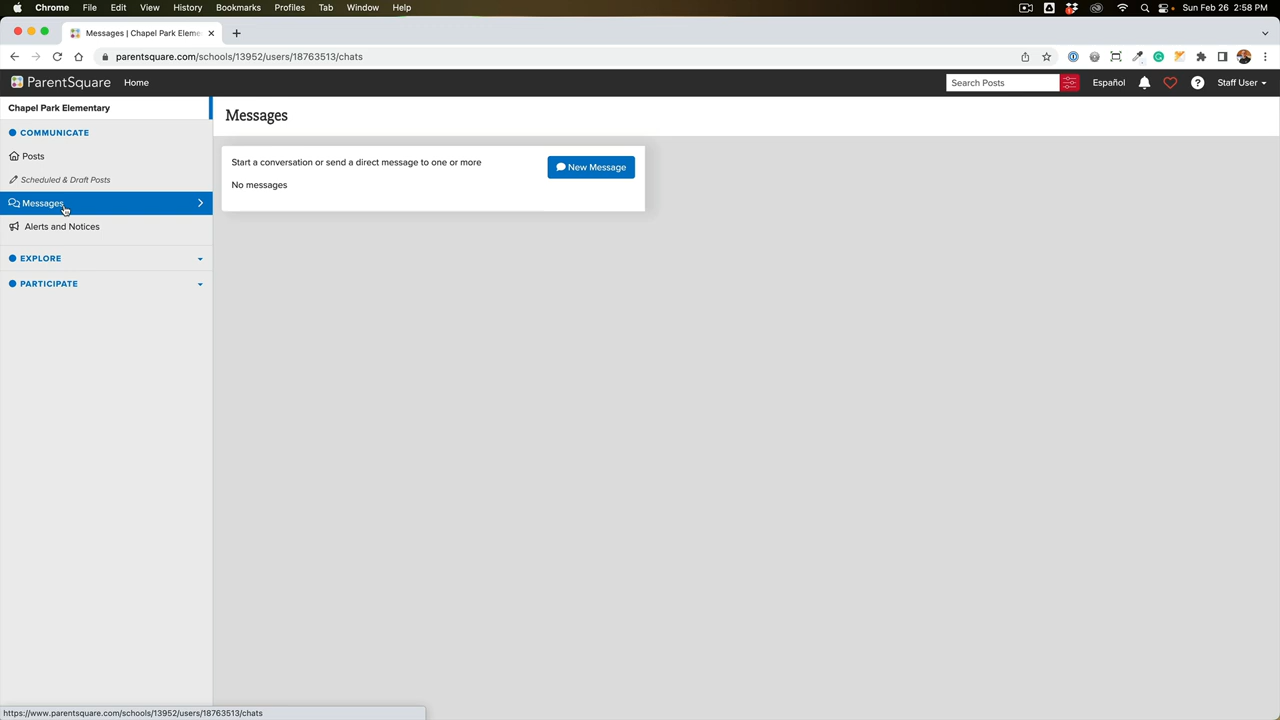 Chrome File Edit View History Bookmarks Profiles Tab Window Help Sun Feb 26 2:58 PM
Messages | Chapel Park Eleme
parentsquare.com/schools/13952/users/18763513/chats
ParentSquare Home Search Posts Español Staff User
Chapel Park Elementary
Messages
COMMUNICATE
Posts
Scheduled & Draft Posts
Messages
Alerts and Notices
EXPLORE
PARTICIPATE
Start a conversation or send a direct message to one or more
New Message
No messages
https://www.parentsquare.com/schools/13952/users/18763513/chats